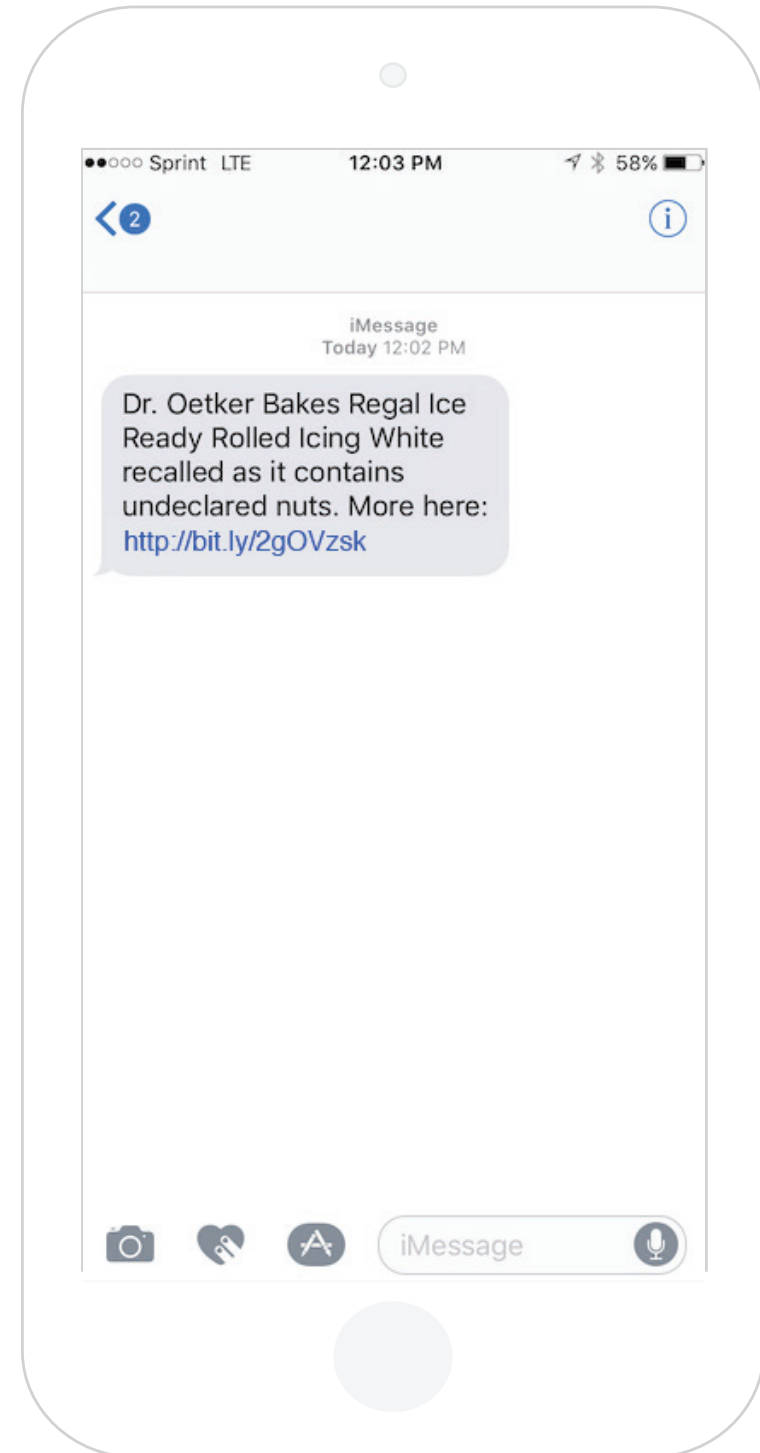 Sprint LTE 12:03 PM 58%
2
iMessage
Today 12:02 PM
Dr. Oetker Bakes Regal Ice
Ready Rolled Icing White
recalled as it contains
undeclared nuts. More here:
http://bit.ly/2gOVzsk
iMessage